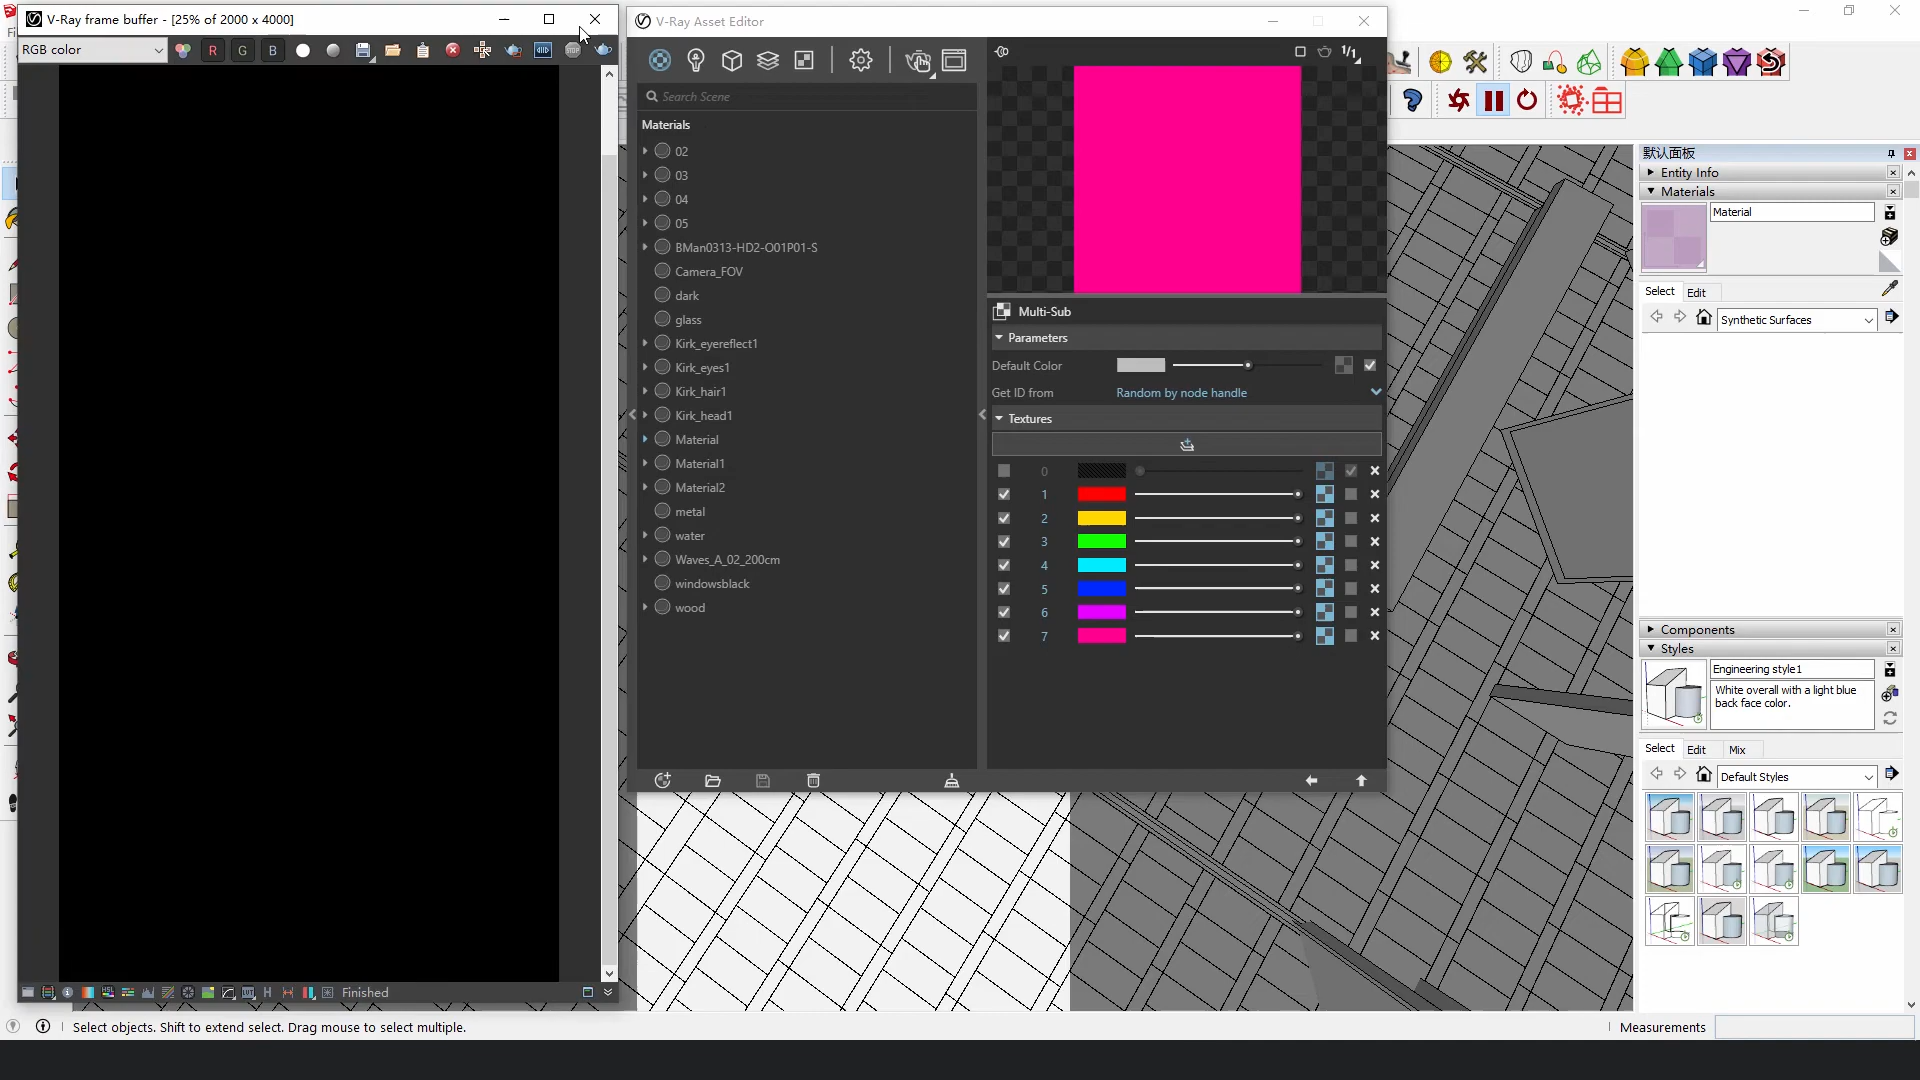 V-Ray frame buffer - [25% of 2000 x 4000]
RGB color
R
G
B
Finished
V-Ray Asset Editor
Search Scene
Materials
02
03
04
05
BMan0313-HD2-O01P01-S
Camera_FOV
dark
glass
Kirk_eyereflect1
Kirk_eyes1
Kirk_hair1
Kirk_head1
Material
Material1
Material2
metal
water
Waves_A_02_200cm
windowsblack
wood
1/1
Multi-Sub
Parameters
Default Color
Get ID from
Random by node handle
Textures
0
1
2
3
4
5
6
7
默认面板
Entity Info
Materials
Material
Select
Edit
Synthetic Surfaces
Components
Styles
Engineering style1
White overall with a light blue
back face color.
Select
Edit
Mix
Default Styles
Select objects. Shift to extend select. Drag mouse to select multiple.
Measurements